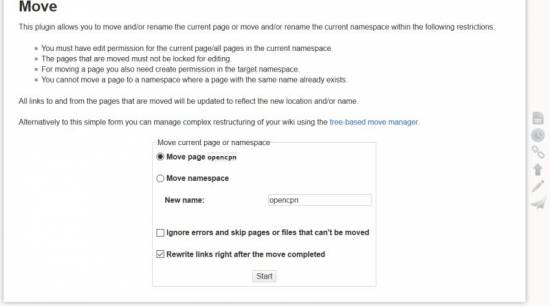 Move
This plugin allows you to move and/or rename the current page or move and/or rename the current namespace within the following restrictions:
You must have edit permission for the current page/all pages in the current namespace.
The pages that are moved must not be locked for editing.
For moving a page you also need create permission in the target namespace.
You cannot move a page to a namespace where a page with the same name already exists.
All links to and from the pages that are moved will be updated to reflect the new location and/or name.
Alternatively to this simple form you can manage complex restructuring of your wiki using the tree-based move manager.
Move current page or namespace
Move page opencpn
Move namespace
New name: opencpn
Ignore errors and skip pages or files that can't be moved
Rewrite links right after the move completed
Start